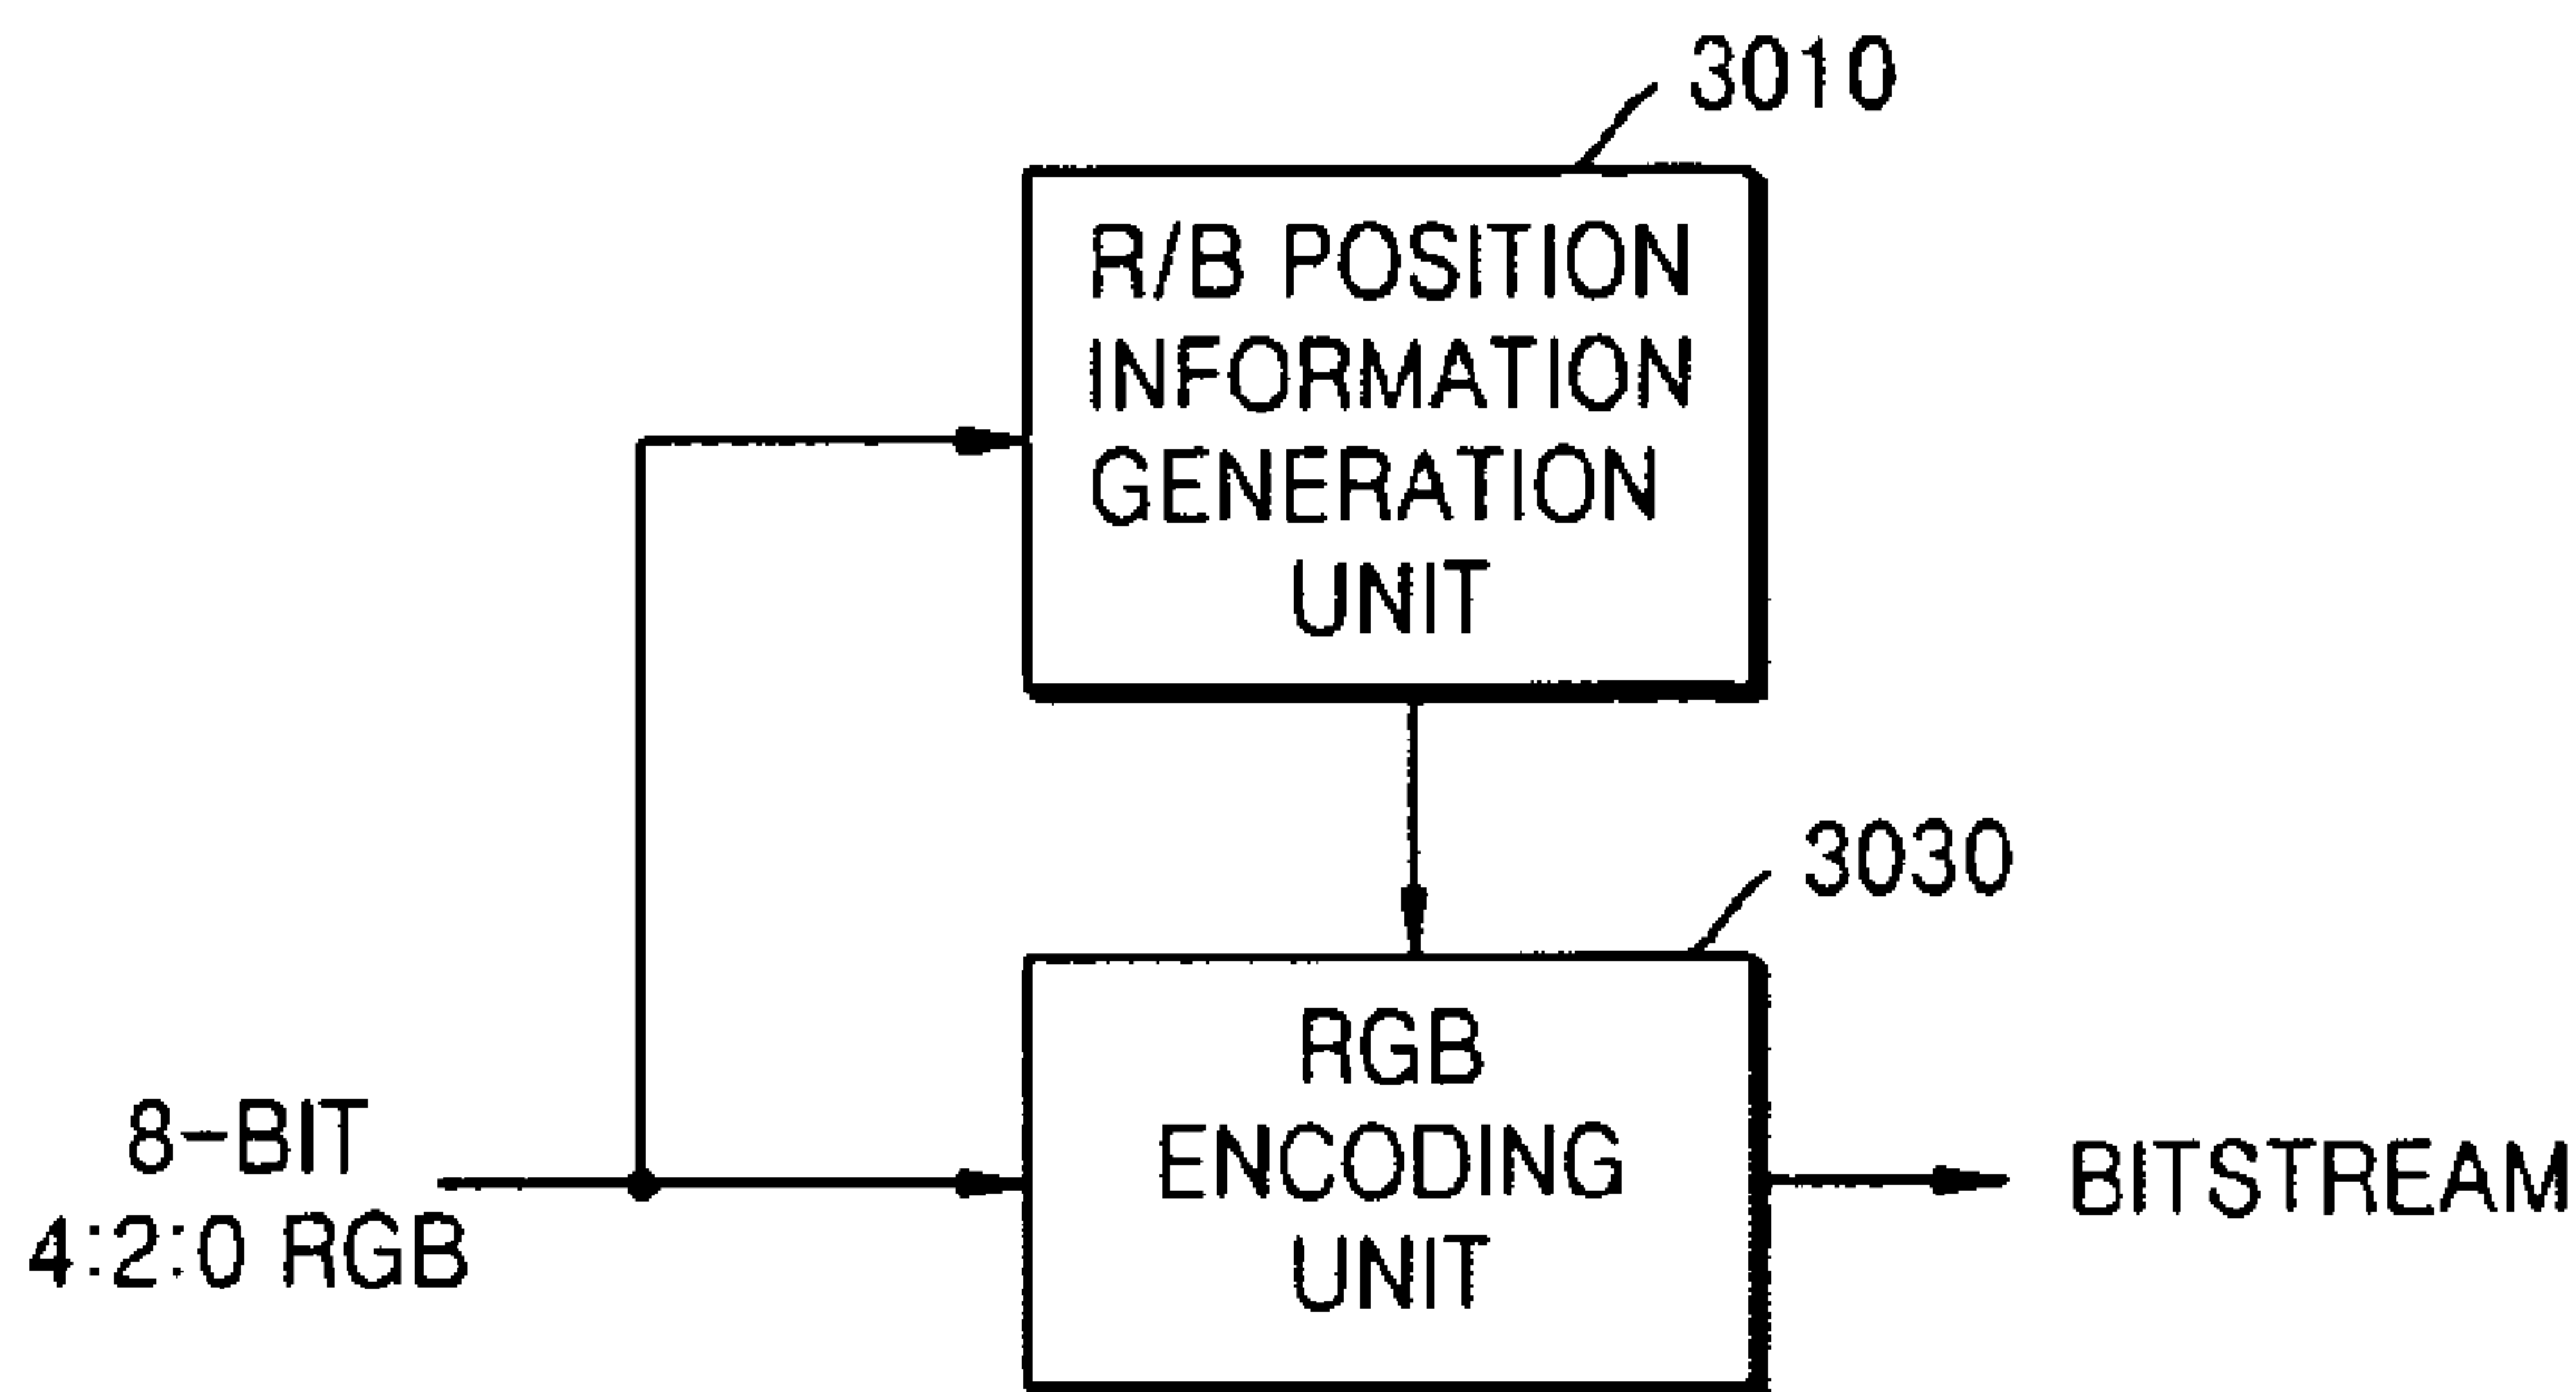 3010
R/B POSITION
INFORMATION
GENERATION
UNIT
3030
RGB
ENCODING
UNIT
8-BIT
4:2:0 RGB
BITSTREAM